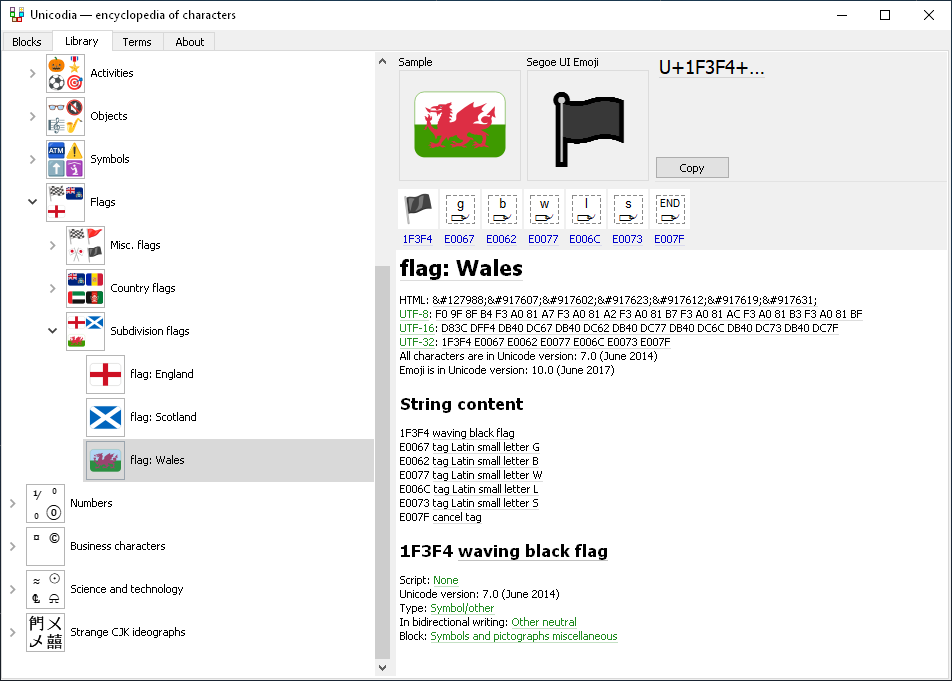 Unicodia — encyclopedia of characters
Blocks
Library
Terms
About
Activities
Objects
ATM
Symbols
Flags
Misc. flags
Country flags
Subdivision flags
flag: England
flag: Scotland
flag: Wales
Numbers
Business characters
Science and technology
Strange CJK ideographs
Sample
Segoe UI Emoji
U+1F3F4+...
Copy
g b w l s END
1F3F4 E0067 E0062 E0077 E006C E0073 E007F
flag: Wales
HTML: &#127988;&#917607;&#917602;&#917623;&#917612;&#917619;&#917631;
UTF-8: F0 9F 8F B4 F3 A0 81 A7 F3 A0 81 A2 F3 A0 81 B7 F3 A0 81 AC F3 A0 81 B3 F3 A0 81 BF
UTF-16: D83C DFF4 DB40 DC67 DB40 DC62 DB40 DC77 DB40 DC6C DB40 DC73 DB40 DC7F
UTF-32: 1F3F4 E0067 E0062 E0077 E006C E0073 E007F
All characters are in Unicode version: 7.0 (June 2014)
Emoji is in Unicode version: 10.0 (June 2017)
String content
1F3F4 waving black flag
E0067 tag Latin small letter G
E0062 tag Latin small letter B
E0077 tag Latin small letter W
E006C tag Latin small letter L
E0073 tag Latin small letter S
E007F cancel tag
1F3F4 waving black flag
Script: None
Unicode version: 7.0 (June 2014)
Type: Symbol/other
In bidirectional writing: Other neutral
Block: Symbols and pictographs miscellaneous